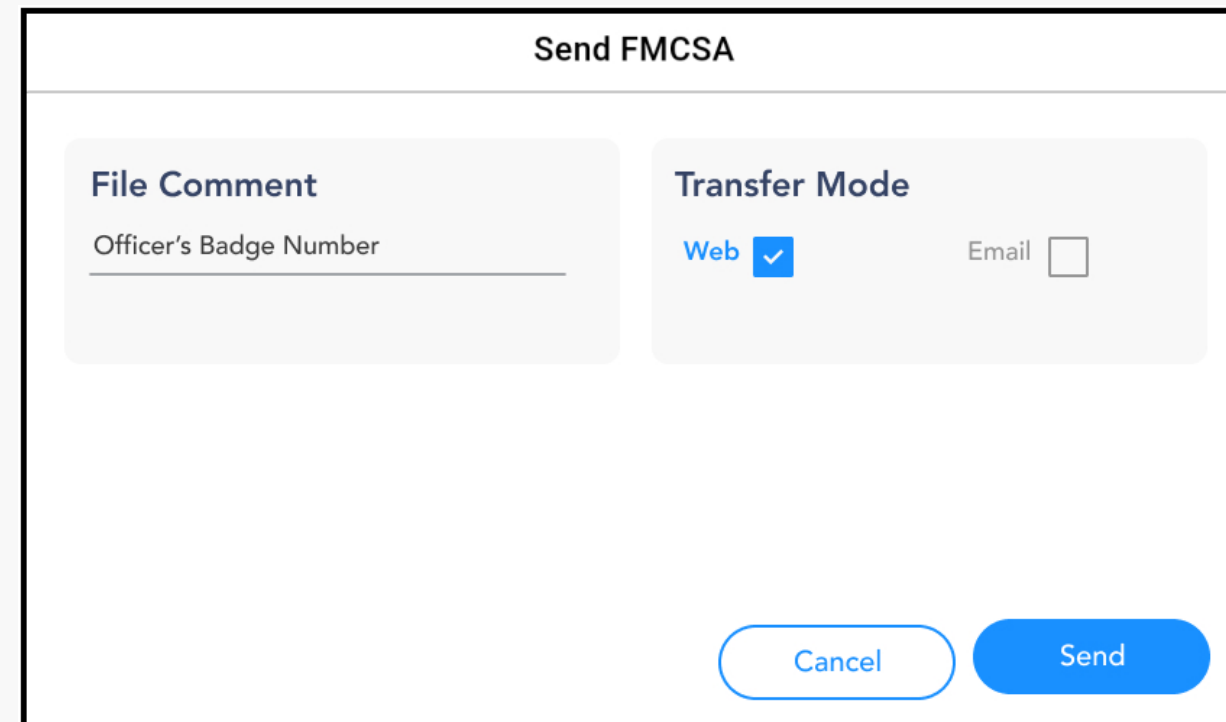 Send FMCSA
File Comment
Officer’s Badge Number
Transfer Mode
Web
Email
Cancel
Send